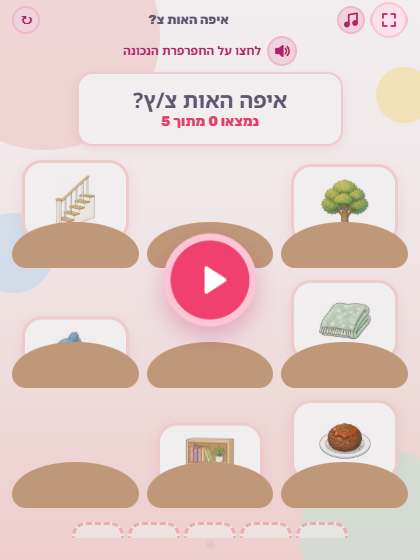 איפה האות צ?
לחצו על החפרפרת הנכונה
איפה האות צ/ץ?
נמצאו 0 מתוך 5